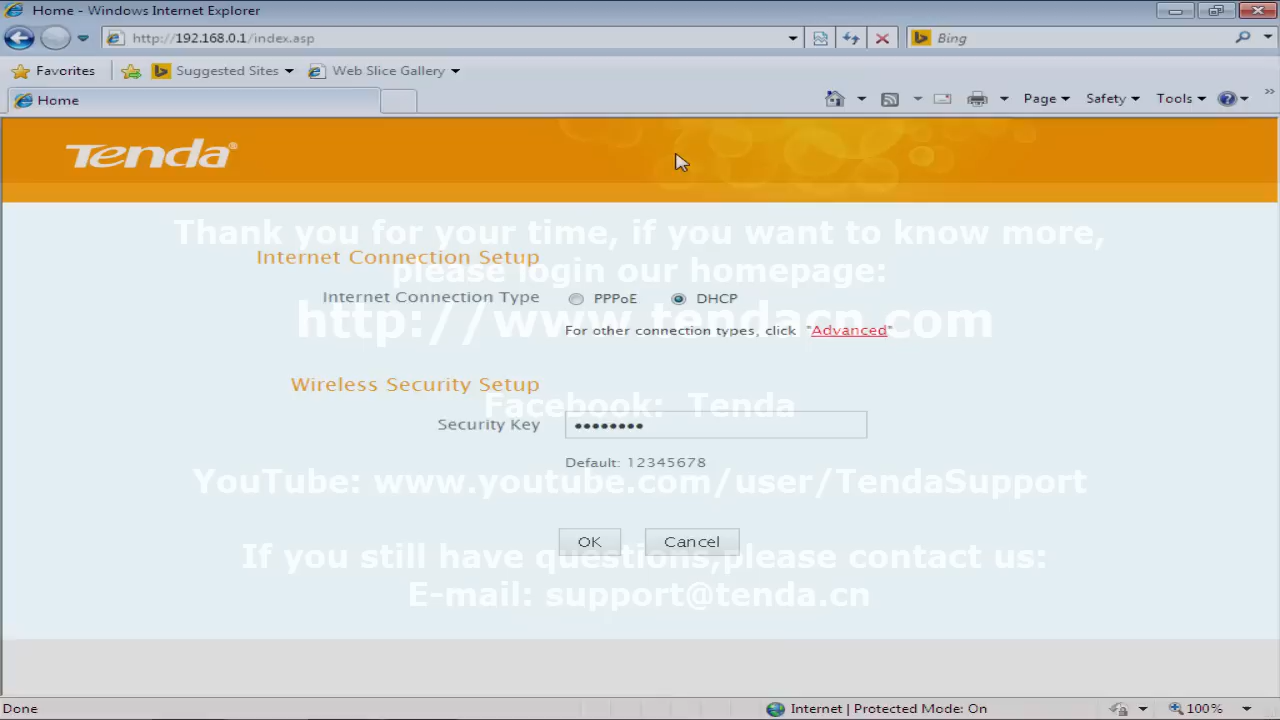 Home - Windows Internet Explorer
http://192.168.0.1/index.asp
Bing
Favorites
Suggested Sites
Web Slice Gallery
Home
Page
Safety
Tools
»
Tenda®
Thank you for your time, if you want to know more,
Internet Connection Setup
please login our homepage:
Internet Connection Type
PPPoE
DHCP
http://www.tendacn.com
For other connection types, click "Advanced"
Wireless Security Setup
Facebook: Tenda
Security Key
••••••••
Default: 12345678
YouTube: www.youtube.com/user/TendaSupport
OK
Cancel
If you still have questions,please contact us:
E-mail: support@tenda.cn
Done
Internet | Protected Mode: On
100%